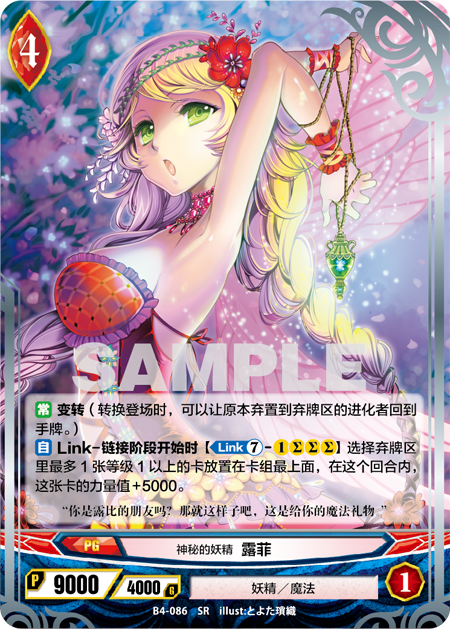 4
SAMPLE
常 变转（转换登场时，可以让原本弃置到弃牌区的进化者回到
手牌。）
自 Link-链接阶段开始时【Link 7-1ΣΣΣ】选择弃牌区
里最多1张等级1以上的卡放置在卡组最上面，在这个回合内，
这张卡的力量值+5000。
“你是露比的朋友吗？那就这样子吧，这是给你的魔法礼物 ”
PG 神秘的妖精 露菲
P 9000 4000 G 妖精／魔法 1
B4-086 SR illust:とよた瑣織